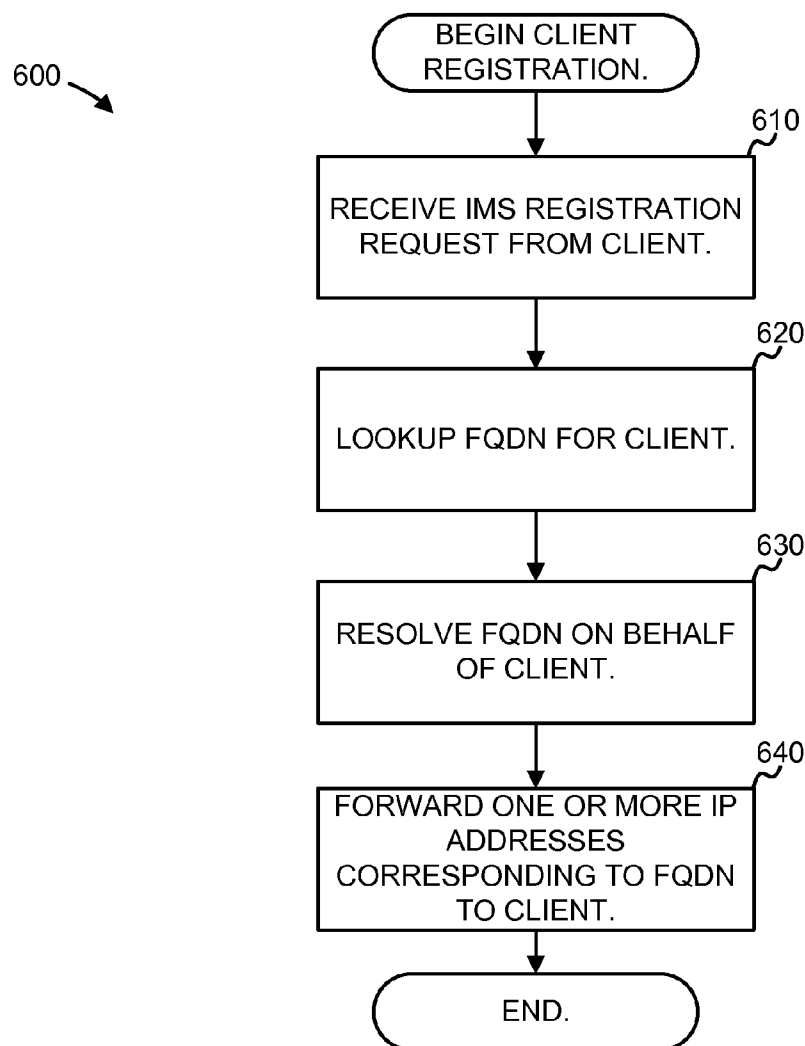 BEGIN CLIENT
REGISTRATION.
600
610
RECEIVE IMS REGISTRATION
REQUEST FROM CLIENT.
620
LOOKUP FQDN FOR CLIENT.
630
RESOLVE FQDN ON BEHALF
OF CLIENT.
640
FORWARD ONE OR MORE IP
ADDRESSES
CORRESPONDING TO FQDN
TO CLIENT.
END.